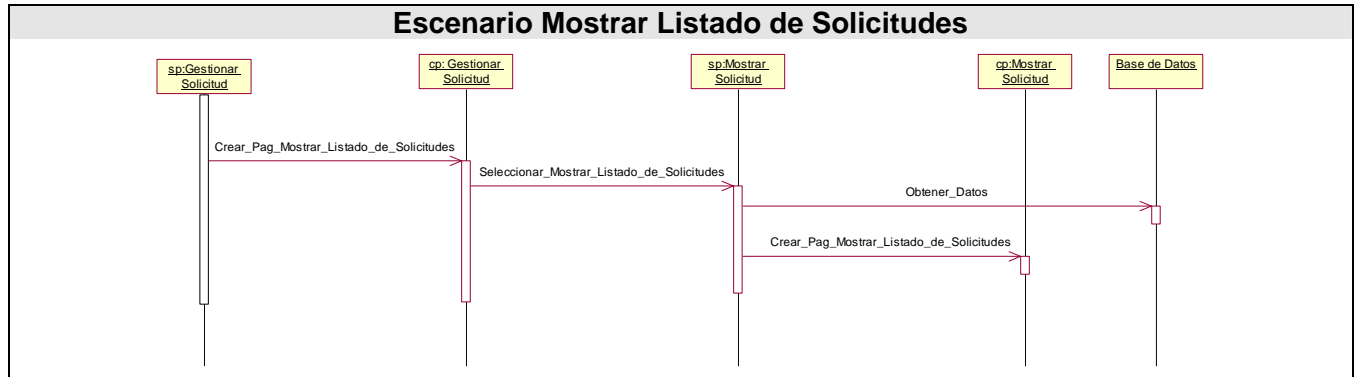 Escenario Mostrar Listado de Solicitudes
sp:Gestionar
Solicitud
cp: Gestionar
Solicitud
sp:Mostrar
Solicitud
cp:Mostrar
Solicitud
Base de Datos
Crear_Pag_Mostrar_Listado_de_Solicitudes
Seleccionar_Mostrar_Listado_de_Solicitudes
Obtener_Datos
Crear_Pag_Mostrar_Listado_de_Solicitudes